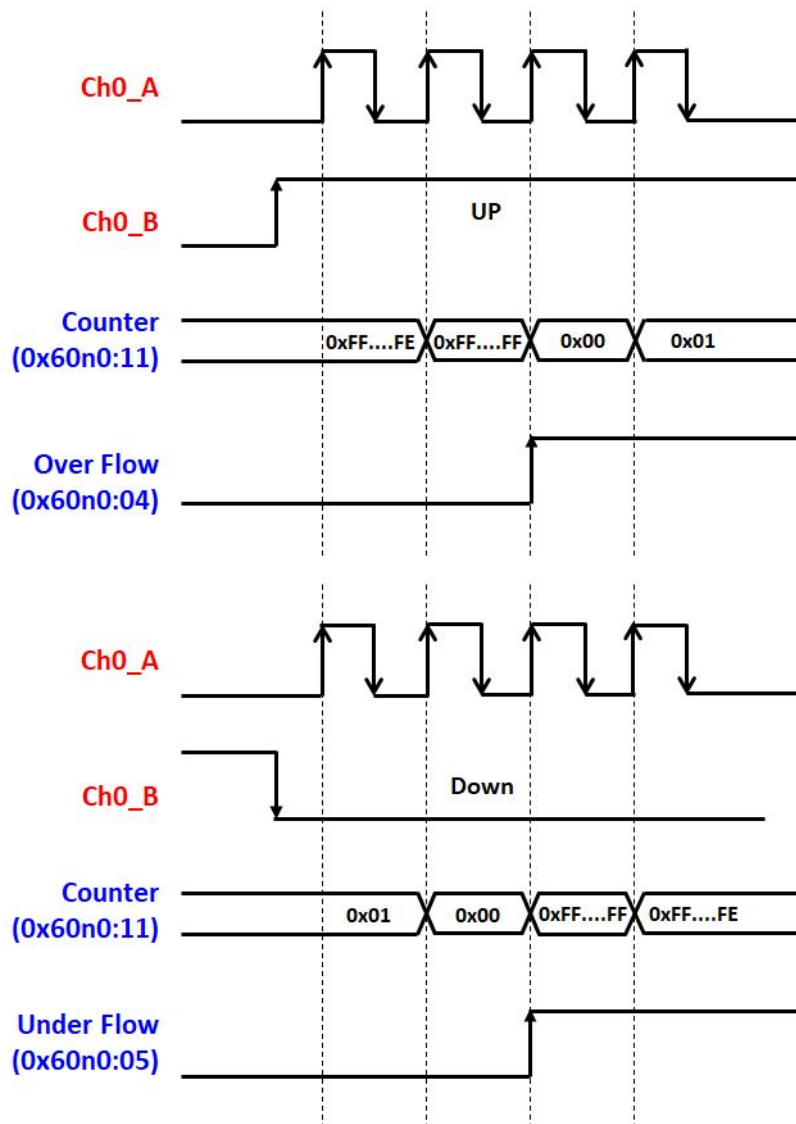 Ch0_A
Ch0_B
UP
Counter
(0x60n0:11)
0xFF....FE 0xFF....FF 0x00 0x01
Over Flow
(0x60n0:04)
Ch0_A
Ch0_B
Down
Counter
(0x60n0:11)
0x01 0x00 0xFF....FF 0xFF....FE
Under Flow
(0x60n0:05)